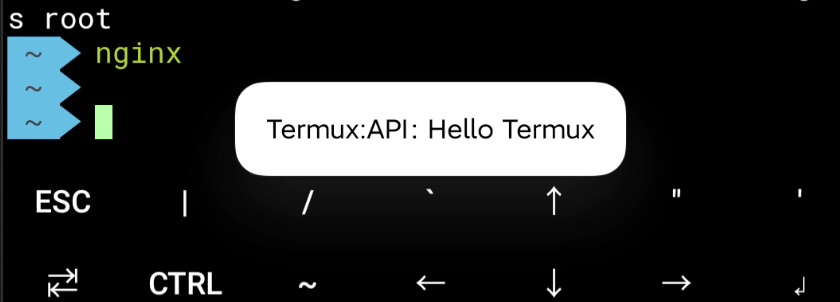 s root
~ nginx
~
~
Termux:API: Hello Termux
ESC | / ` ↑ " '
⇄ CTRL ~ ← ↓ → ↲